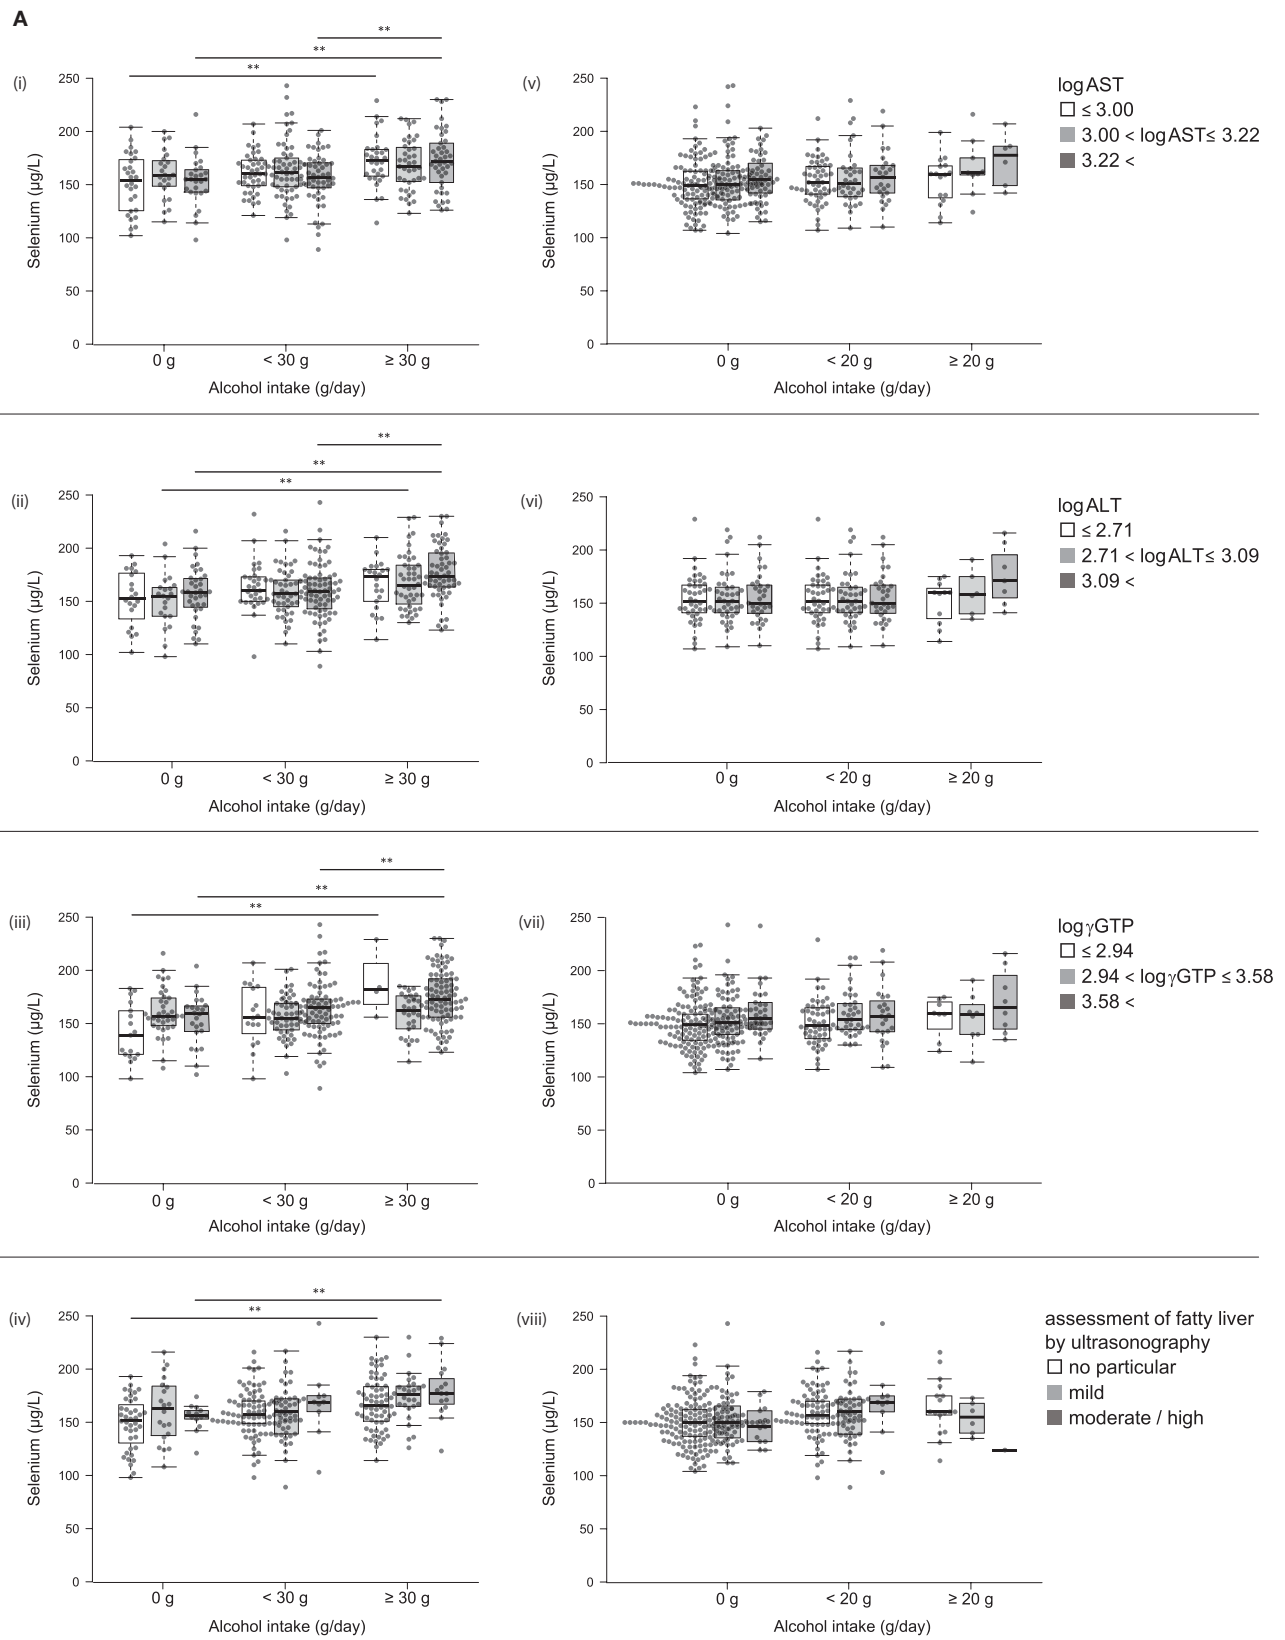 A
** 
**
**
(i)
250
200
150
100
50
0
Selenium (µg/L)
0 g
< 30 g
≥ 30 g
Alcohol intake (g/day)
(v)
250
200
150
100
50
0
Selenium (µg/L)
0 g
< 20 g
≥ 20 g
Alcohol intake (g/day)
logAST
≤ 3.00
3.00 < logAST≤ 3.22
3.22 <
**
**
**
(ii)
250
200
150
100
50
0
Selenium (µg/L)
0 g
< 30 g
≥ 30 g
Alcohol intake (g/day)
(vi)
250
200
150
100
50
0
Selenium (µg/L)
0 g
< 20 g
≥ 20 g
Alcohol intake (g/day)
logALT
≤ 2.71
2.71 < logALT≤ 3.09
3.09 <
**
**
**
(iii)
250
200
150
100
50
0
Selenium (µg/L)
0 g
< 30 g
≥ 30 g
Alcohol intake (g/day)
(vii)
250
200
150
100
50
0
Selenium (µg/L)
0 g
< 20 g
≥ 20 g
Alcohol intake (g/day)
logγGTP
≤ 2.94
2.94 < logγGTP ≤ 3.58
3.58 <
**
**
(iv)
250
200
150
100
50
0
Selenium (µg/L)
0 g
< 30 g
≥ 30 g
Alcohol intake (g/day)
(viii)
250
200
150
100
50
0
Selenium (µg/L)
0 g
< 20 g
≥ 20 g
Alcohol intake (g/day)
assessment of fatty liver
by ultrasonography
no particular
mild
moderate / high